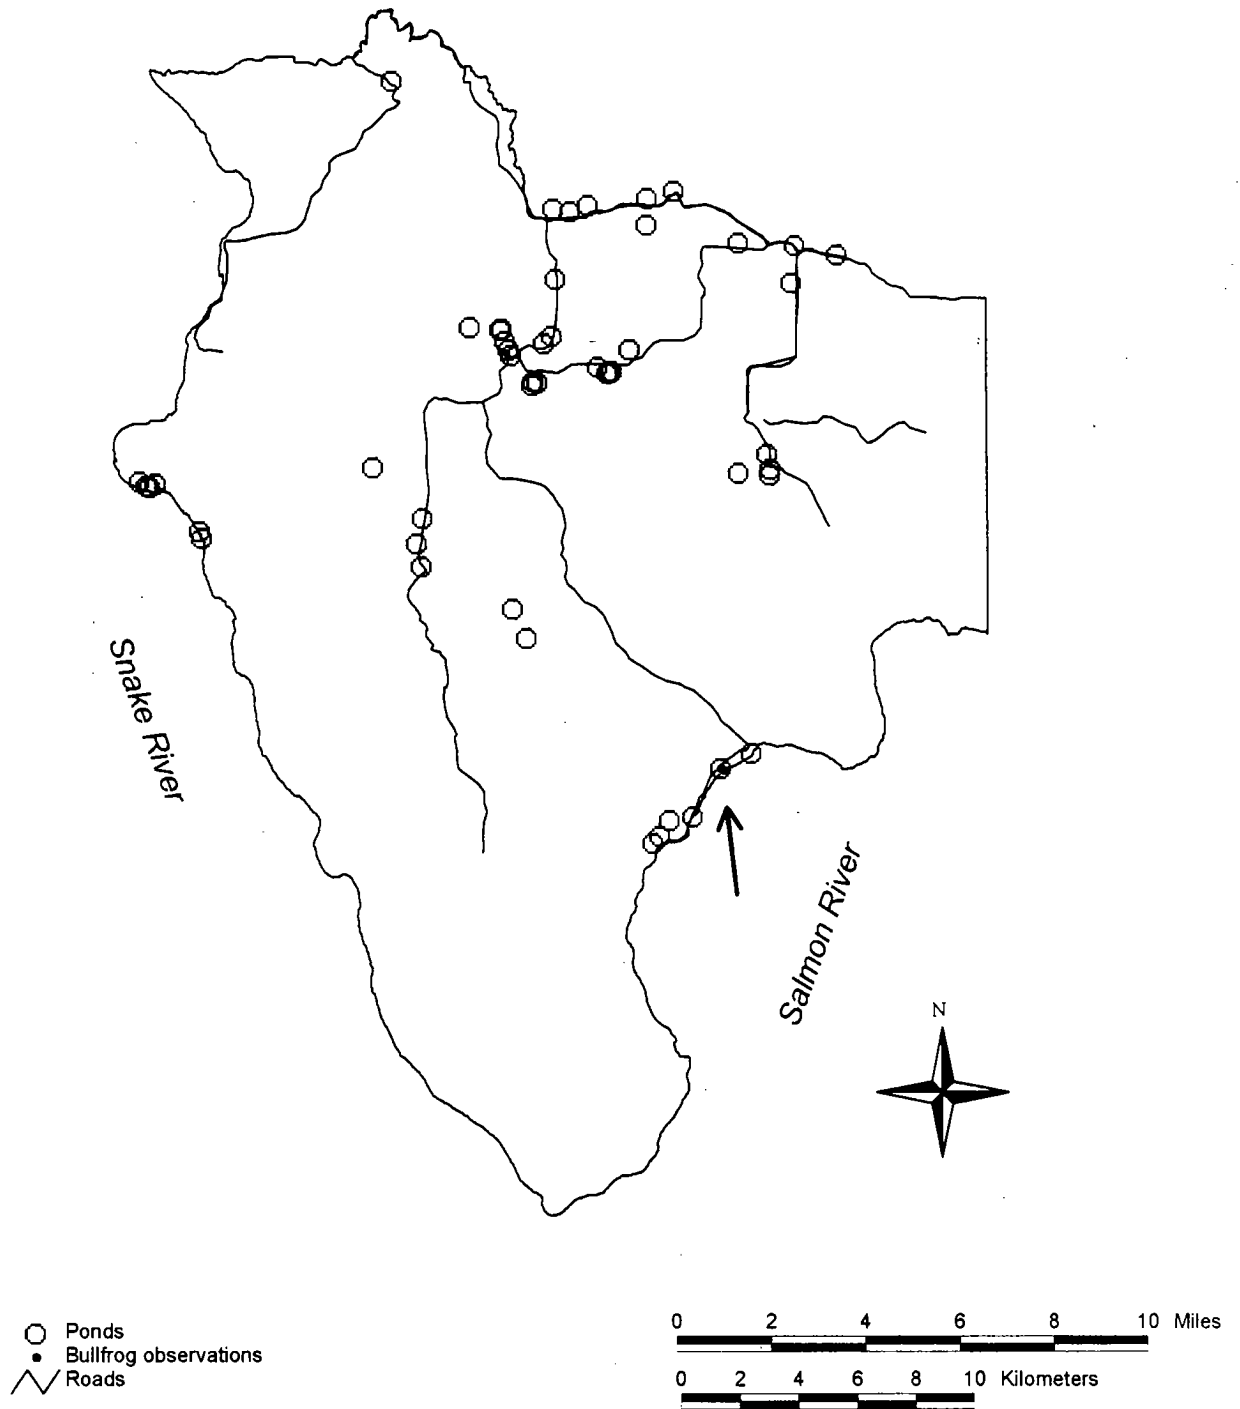 Snake River
Salmon River
N
Ponds
Bullfrog observations
Roads
0 2 4 6 8 10 Miles
0 2 4 6 8 10 Kilometers